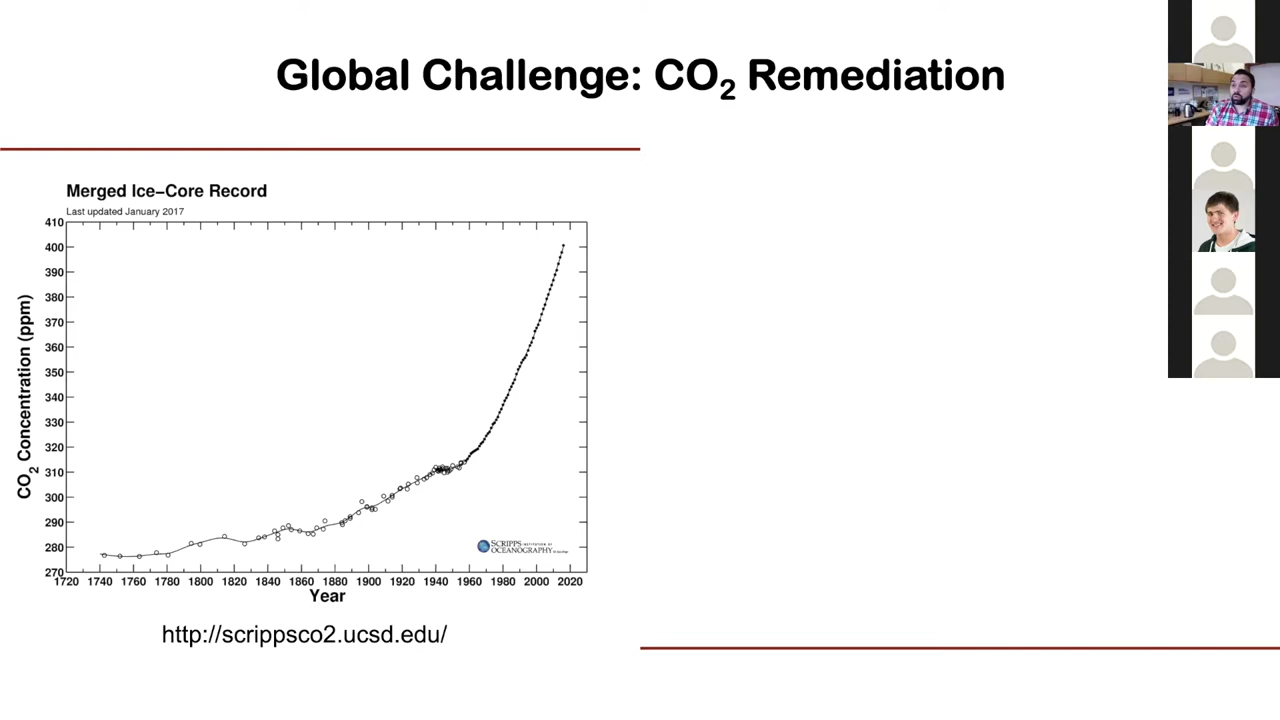 Global Challenge: CO₂ Remediation
Merged Ice-Core Record
Last updated January 2017
410
400
390
380
370
360
350
340
330
320
310
300
290
280
270
CO₂ Concentration (ppm)
1720 1740 1760 1780 1800 1820 1840 1860 1880 1900 1920 1940 1960 1980 2000 2020
Year
SCRIPPS INSTITUTION OF
OCEANOGRAPHY
http://scrippsco2.ucsd.edu/